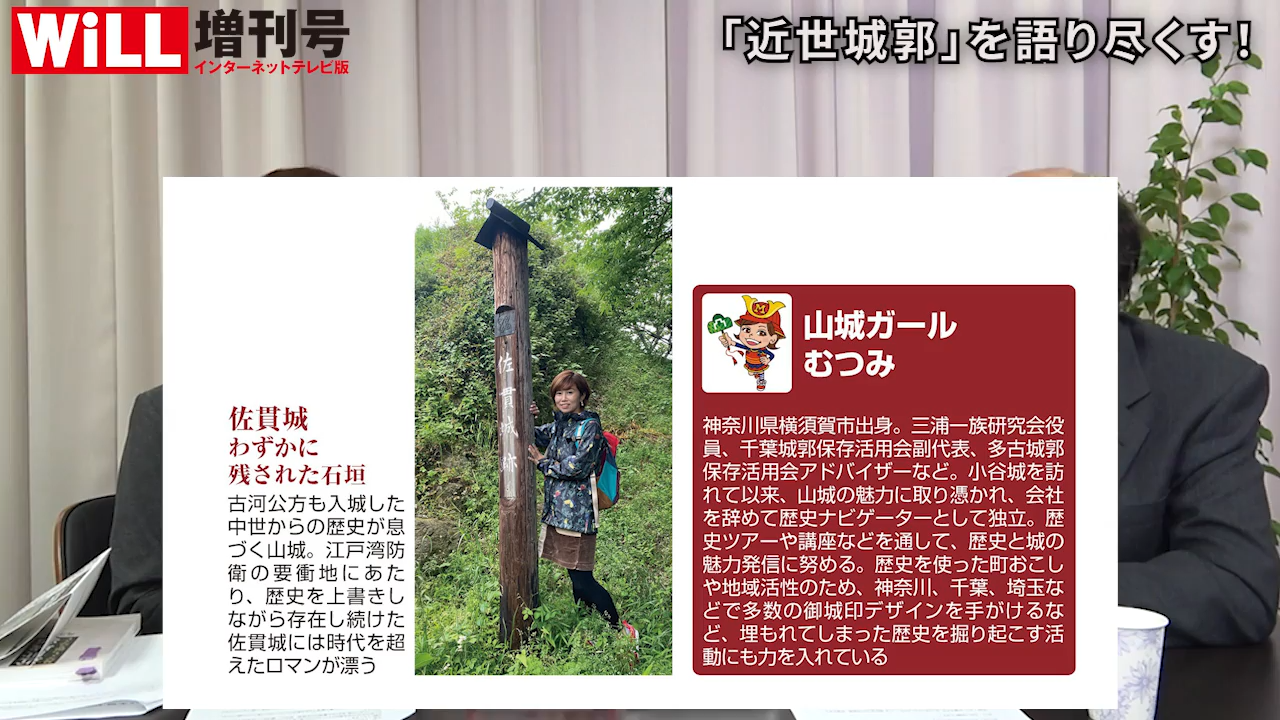 WiLL増刊号
インターネットテレビ版
「近世城郭」を語り尽くす!
佐貫城
わずかに
残された石垣
古河公方も入城した
中世からの歴史が息
づく山城。江戸湾防
衛の要衝地にあた
り、歴史を上書きし
ながら存在し続けた
佐貫城には時代を超
えたロマンが漂う
佐貫城跡
山城ガール
むつみ
神奈川県横須賀市出身。三浦一族研究会役
員、千葉城郭保存活用会副代表、多古城郭
保存活用会アドバイザーなど。小谷城を訪
れて以来、山城の魅力に取り憑かれ、会社
を辞めて歴史ナビゲーターとして独立。歴
史ツアーや講座などを通して、歴史と城の
魅力発信に努める。歴史を使った町おこし
や地域活性のため、神奈川、千葉、埼玉な
どで多数の御城印デザインを手がけるな
ど、埋もれてしまった歴史を掘り起こす活
動にも力を入れている